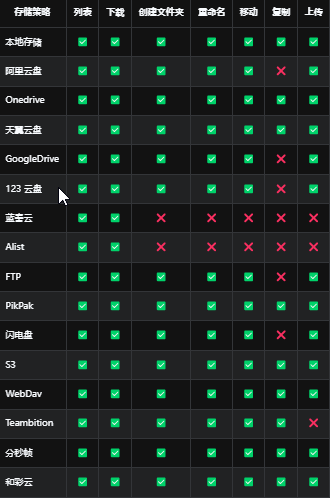 存储策略 列表 下载 创建文件夹 重命名 移动 复制 上传
本地存储
阿里云盘
Onedrive
天翼云盘
GoogleDrive
123 云盘
蓝奏云
Alist
FTP
PikPak
闪电盘
S3
WebDav
Teambition
分秒帧
和彩云